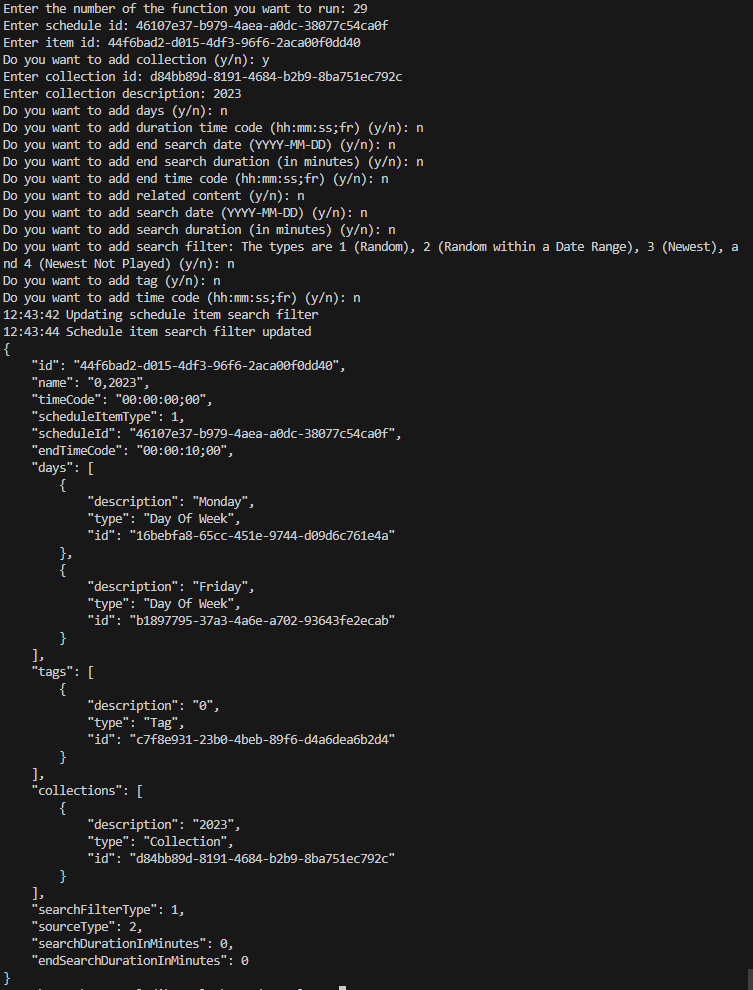 Enter the number of the function you want to run: 29
Enter schedule id: 46107e37-b979-4aea-a0dc-38077c54ca0f
Enter item id: 44f6bad2-d015-4df3-96f6-2aca00f0dd40
Do you want to add collection (y/n): y
Enter collection id: d84bb89d-8191-4684-b2b9-8ba751ec792c
Enter collection description: 2023
Do you want to add days (y/n): n
Do you want to add duration time code (hh:mm:ss;fr) (y/n): n
Do you want to add end search date (YYYY-MM-DD) (y/n): n
Do you want to add end search duration (in minutes) (y/n): n
Do you want to add end time code (hh:mm:ss;fr) (y/n): n
Do you want to add related content (y/n): n
Do you want to add search date (YYYY-MM-DD) (y/n): n
Do you want to add search duration (in minutes) (y/n): n
Do you want to add search filter: The types are 1 (Random), 2 (Random within a Date Range), 3 (Newest), a
nd 4 (Newest Not Played) (y/n): n
Do you want to add tag (y/n): n
Do you want to add time code (hh:mm:ss;fr) (y/n): n
12:43:42 Updating schedule item search filter
12:43:44 Schedule item search filter updated
{
    "id": "44f6bad2-d015-4df3-96f6-2aca00f0dd40",
    "name": "0,2023",
    "timeCode": "00:00:00;00",
    "scheduleItemType": 1,
    "scheduleId": "46107e37-b979-4aea-a0dc-38077c54ca0f",
    "endTimeCode": "00:00:10;00",
    "days": [
        {
            "description": "Monday",
            "type": "Day Of Week",
            "id": "16bebfa8-65cc-451e-9744-d09d6c761e4a"
        },
        {
            "description": "Friday",
            "type": "Day Of Week",
            "id": "b1897795-37a3-4a6e-a702-93643fe2ecab"
        }
    ],
    "tags": [
        {
            "description": "0",
            "type": "Tag",
            "id": "c7f8e931-23b0-4beb-89f6-d4a6dea6b2d4"
        }
    ],
    "collections": [
        {
            "description": "2023",
            "type": "Collection",
            "id": "d84bb89d-8191-4684-b2b9-8ba751ec792c"
        }
    ],
    "searchFilterType": 1,
    "sourceType": 2,
    "searchDurationInMinutes": 0,
    "endSearchDurationInMinutes": 0
}